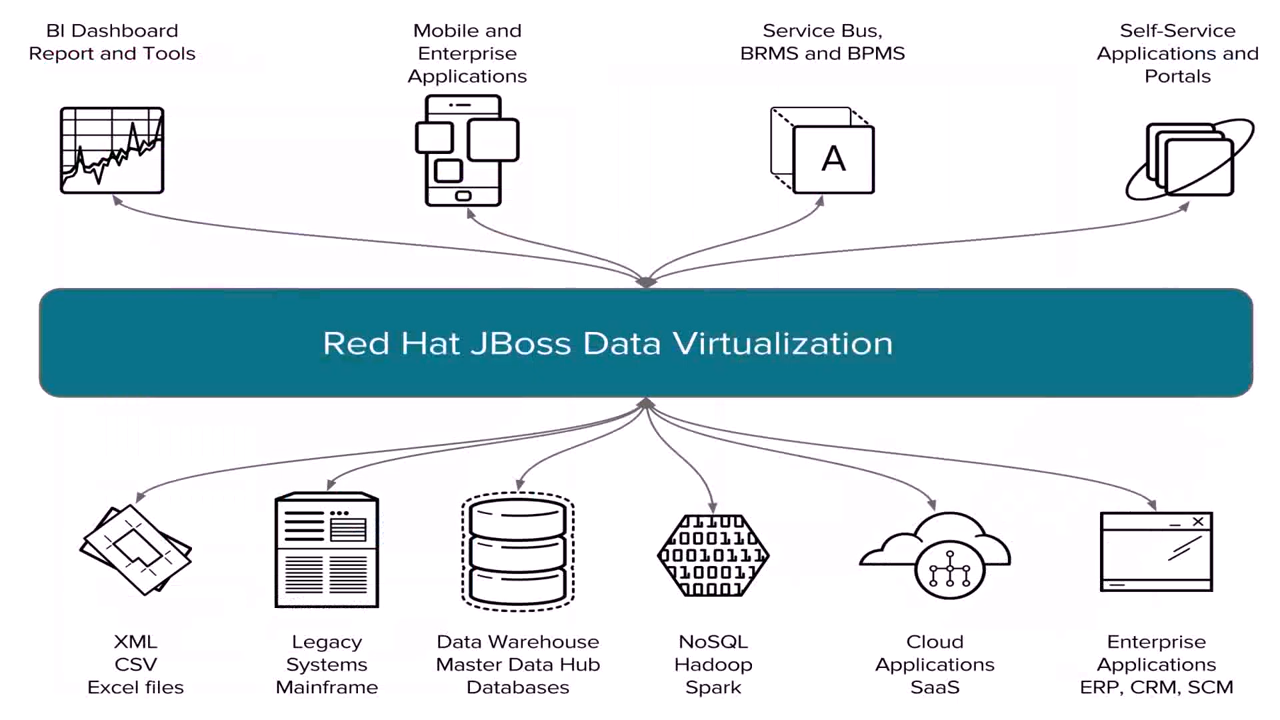 BI Dashboard
Report and Tools
Mobile and
Enterprise
Applications
Service Bus,
BRMS and BPMS
Self-Service
Applications and
Portals
A
Red Hat JBoss Data Virtualization
XML
CSV
Excel files
Legacy
Systems
Mainframe
Data Warehouse
Master Data Hub
Databases
NoSQL
Hadoop
Spark
Cloud
Applications
SaaS
Enterprise
Applications
ERP, CRM, SCM